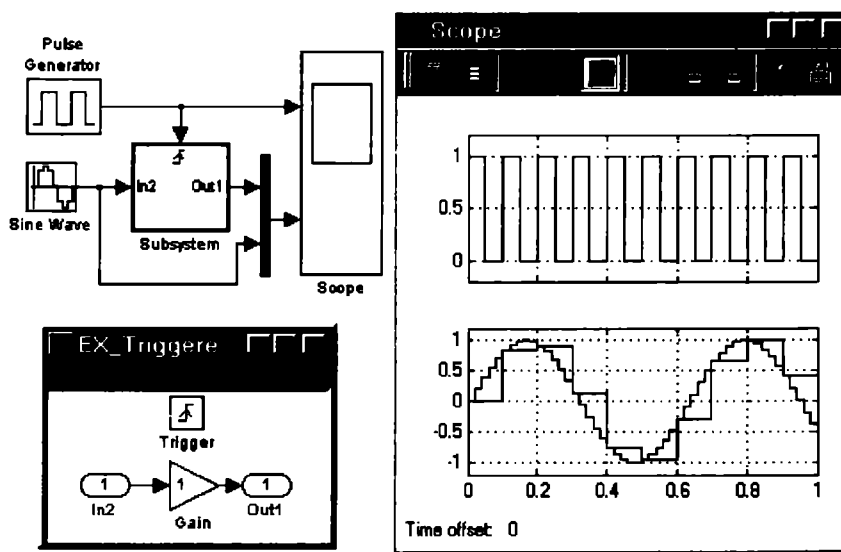 Pulse
Generator
Sine Wave
In2
Out1
Subsystem
Scope
EX_Triggere
Trigger
1
In2
1
Gain
1
Out1
Scope
1
0.5
0
1
0.5
0
-0.5
-1
0
0.2
0.4
0.6
0.8
1
Time offset: 0